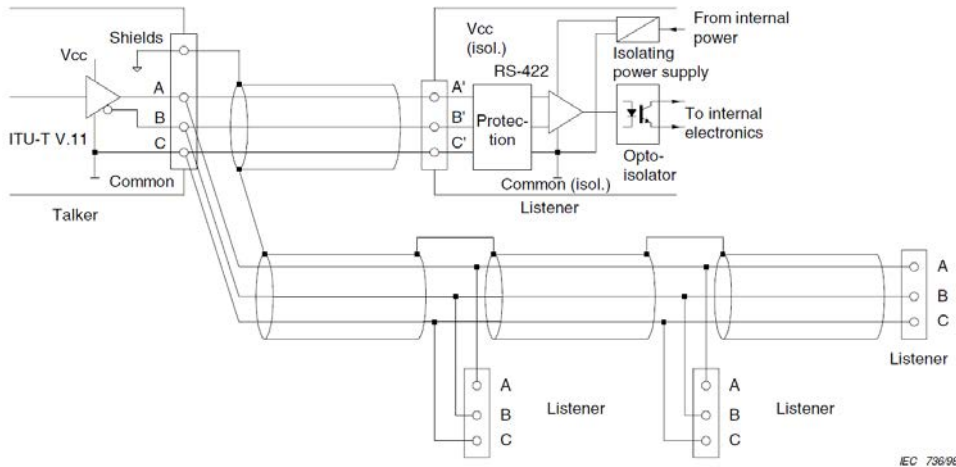 Shields
Vcc
A
B
C
ITU-T V.11
Common
Talker
Vcc
(isol.)
RS-422
A'
B'
C'
Protec-
tion
Common (isol.)
Listener
From internal
power
Isolating
power supply
To internal
electronics
Opto-
isolator
A
B
C
Listener
A
B
C
Listener
A
B
C
Listener
IEC 736/98